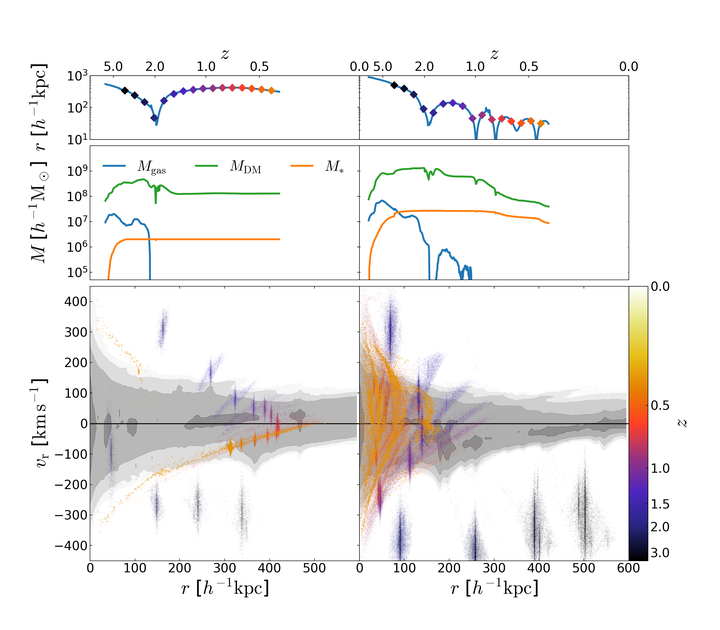 z z
5.0 2.0 1.0 0.5 0.0 5.0 2.0 1.0 0.5 0.0
10³
10²
10¹
r [h⁻¹kpc]
M_gas M_DM M_*
10⁹
10⁸
10⁷
10⁶
10⁵
M [h⁻¹M_⊙]
400
300
200
100
0
−100
−200
−300
−400
v_r [km s⁻¹]
0 100 200 300 400 500 0 100 200 300 400 500 600
r [h⁻¹kpc] r [h⁻¹kpc]
0.0
0.5
1.0
1.5
2.0
3.0
z